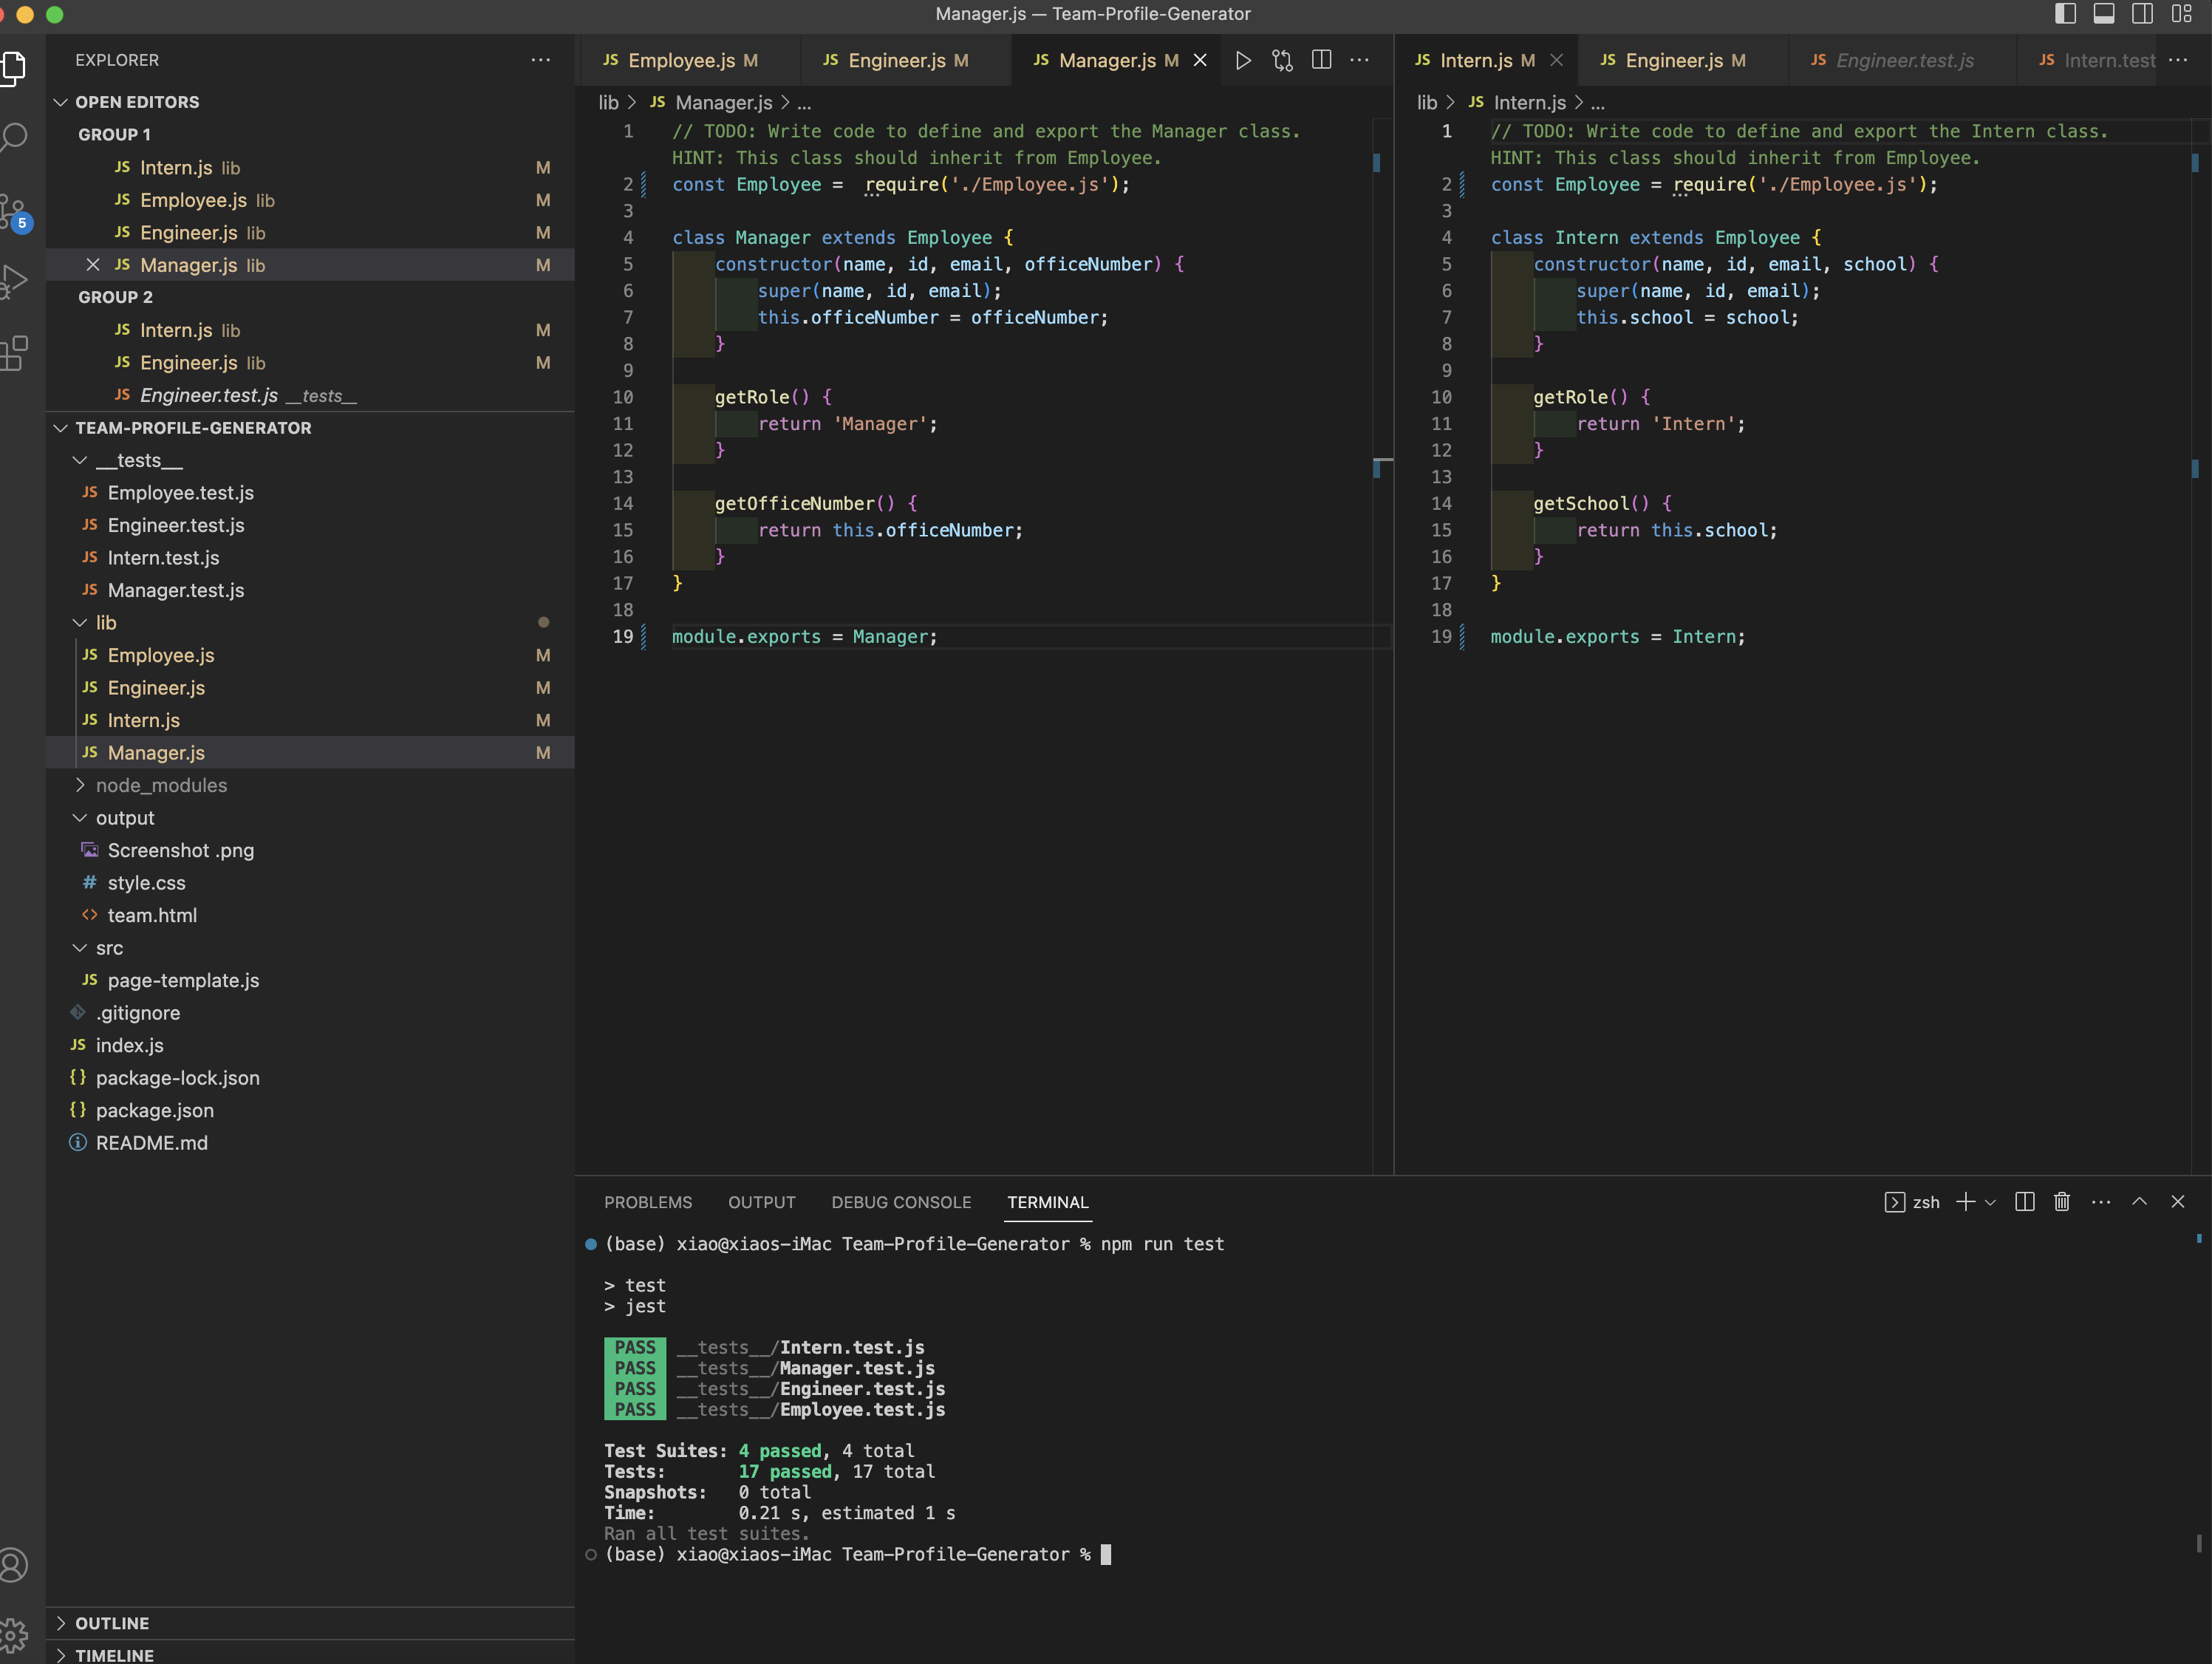 Manager.js — Team-Profile-Generator
EXPLORER
OPEN EDITORS
GROUP 1
JS Intern.js lib M
JS Employee.js lib M
JS Engineer.js lib M
JS Manager.js lib M
GROUP 2
JS Intern.js lib M
JS Engineer.js lib M
JS Engineer.test.js __tests__
TEAM-PROFILE-GENERATOR
__tests__
JS Employee.test.js
JS Engineer.test.js
JS Intern.test.js
JS Manager.test.js
lib
JS Employee.js M
JS Engineer.js M
JS Intern.js M
JS Manager.js M
node_modules
output
Screenshot .png
# style.css
<> team.html
src
JS page-template.js
.gitignore
JS index.js
{} package-lock.json
{} package.json
README.md
OUTLINE
TIMELINE
5
JS Employee.js M JS Engineer.js M JS Manager.js M
lib > JS Manager.js > ...
1 // TODO: Write code to define and export the Manager class.
HINT: This class should inherit from Employee.
2 const Employee =  require('./Employee.js');
3
4 class Manager extends Employee {
5 constructor(name, id, email, officeNumber) {
6 super(name, id, email);
7 this.officeNumber = officeNumber;
8 }
9
10 getRole() {
11 return 'Manager';
12 }
13
14 getOfficeNumber() {
15 return this.officeNumber;
16 }
17 }
18
19 module.exports = Manager;
JS Intern.js M JS Engineer.js M JS Engineer.test.js JS Intern.test
lib > JS Intern.js > ...
1 // TODO: Write code to define and export the Intern class.
HINT: This class should inherit from Employee.
2 const Employee = require('./Employee.js');
3
4 class Intern extends Employee {
5 constructor(name, id, email, school) {
6 super(name, id, email);
7 this.school = school;
8 }
9
10 getRole() {
11 return 'Intern';
12 }
13
14 getSchool() {
15 return this.school;
16 }
17 }
18
19 module.exports = Intern;
PROBLEMS OUTPUT DEBUG CONSOLE TERMINAL zsh
(base) xiao@xiaos-iMac Team-Profile-Generator % npm run test
> test
> jest
PASS __tests__/Intern.test.js
PASS __tests__/Manager.test.js
PASS __tests__/Engineer.test.js
PASS __tests__/Employee.test.js
Test Suites: 4 passed, 4 total
Tests: 17 passed, 17 total
Snapshots: 0 total
Time: 0.21 s, estimated 1 s
Ran all test suites.
(base) xiao@xiaos-iMac Team-Profile-Generator %